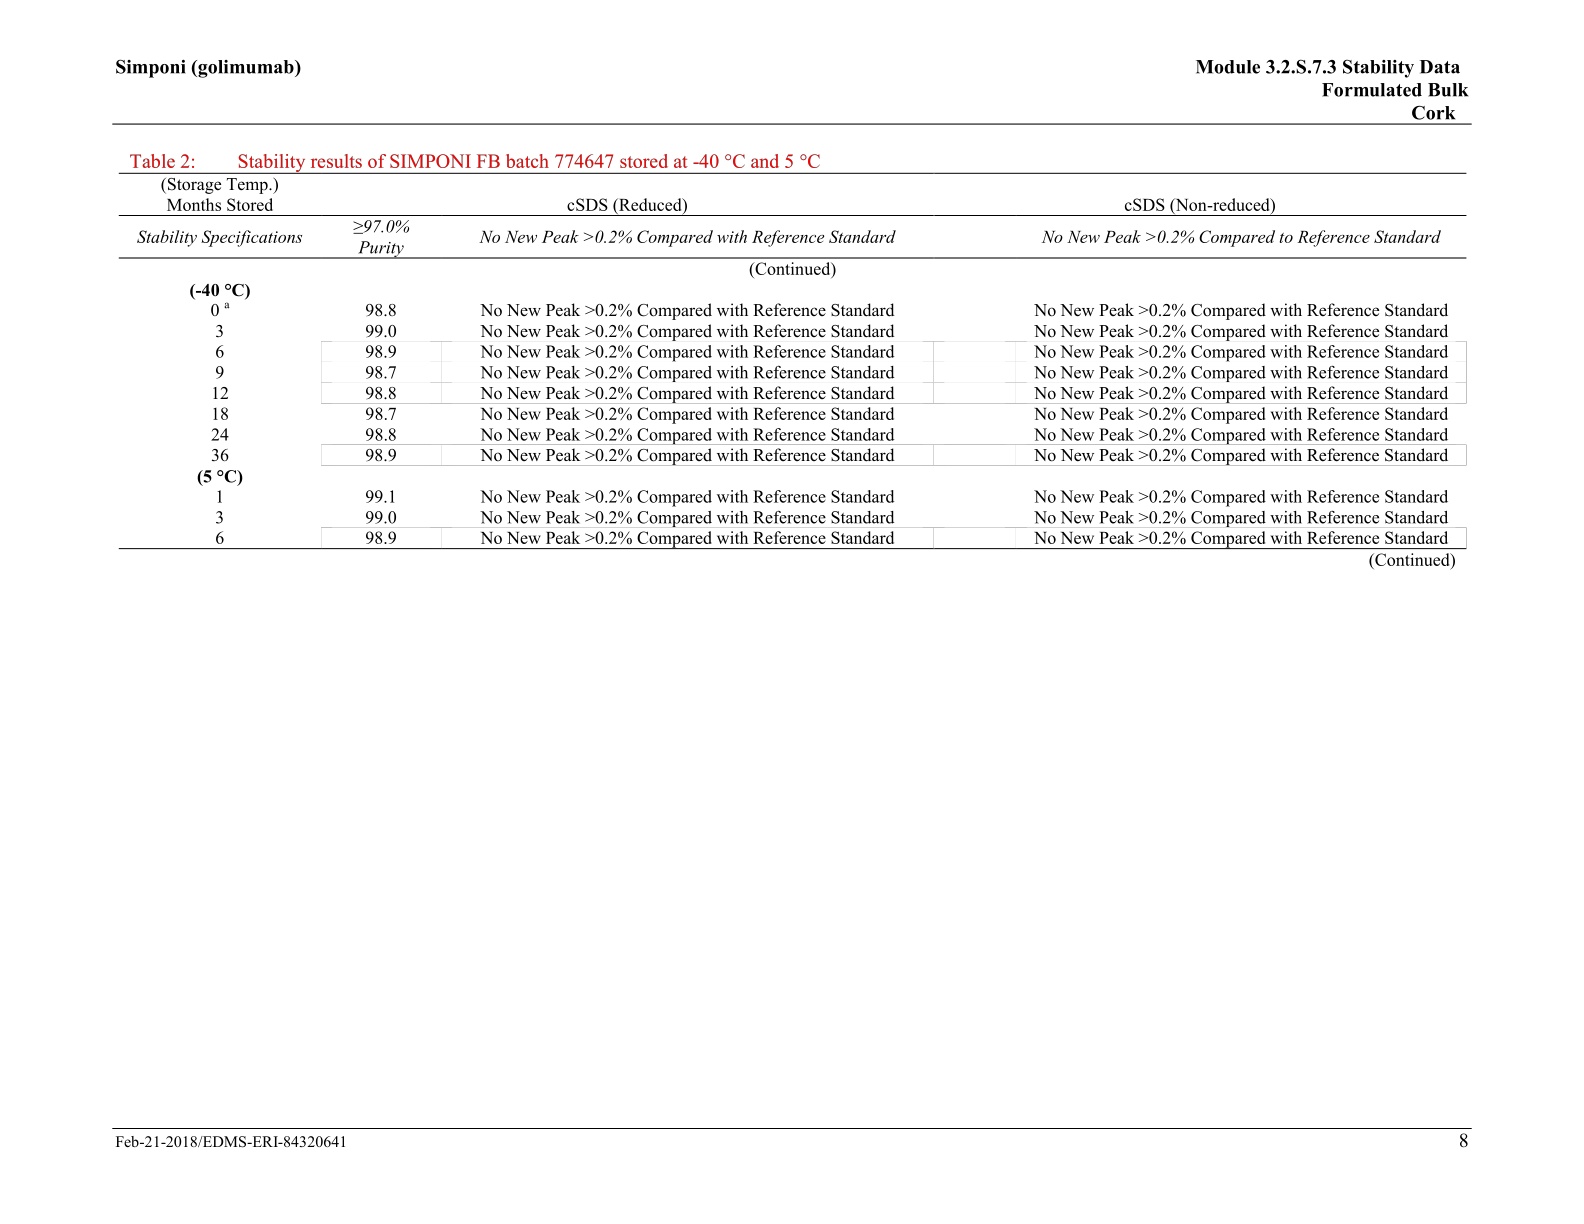 Simponi (golimumab)
Module 3.2.S.7.3 Stability Data
Formulated Bulk
Cork
Table 2: Stability results of SIMPONI FB batch 774647 stored at -40 °C and 5 °C
(Storage Temp.)
Months Stored cSDS (Reduced) cSDS (Non-reduced)
Stability Specifications ≥97.0% Purity No New Peak >0.2% Compared with Reference Standard No New Peak >0.2% Compared to Reference Standard
(Continued)
(-40 °C)
0 a 98.8 No New Peak >0.2% Compared with Reference Standard No New Peak >0.2% Compared with Reference Standard
3 99.0 No New Peak >0.2% Compared with Reference Standard No New Peak >0.2% Compared with Reference Standard
6 98.9 No New Peak >0.2% Compared with Reference Standard No New Peak >0.2% Compared with Reference Standard
9 98.7 No New Peak >0.2% Compared with Reference Standard No New Peak >0.2% Compared with Reference Standard
12 98.8 No New Peak >0.2% Compared with Reference Standard No New Peak >0.2% Compared with Reference Standard
18 98.7 No New Peak >0.2% Compared with Reference Standard No New Peak >0.2% Compared with Reference Standard
24 98.8 No New Peak >0.2% Compared with Reference Standard No New Peak >0.2% Compared with Reference Standard
36 98.9 No New Peak >0.2% Compared with Reference Standard No New Peak >0.2% Compared with Reference Standard
(5 °C)
1 99.1 No New Peak >0.2% Compared with Reference Standard No New Peak >0.2% Compared with Reference Standard
3 99.0 No New Peak >0.2% Compared with Reference Standard No New Peak >0.2% Compared with Reference Standard
6 98.9 No New Peak >0.2% Compared with Reference Standard No New Peak >0.2% Compared with Reference Standard
(Continued)
Feb-21-2018/EDMS-ERI-84320641 8